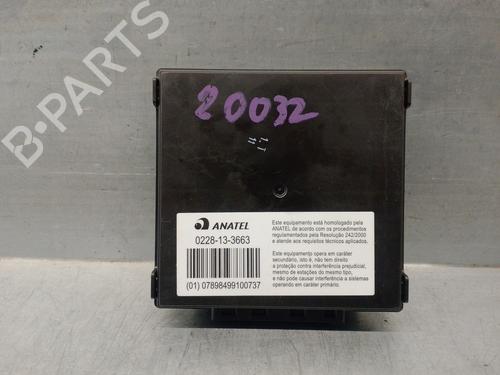 B-PARTS
20032
ANATEL
0228-13-3663
(01) 07898499100737
Este equipamento está homologado pela
ANATEL de acordo com os procedimentos
regulamentados pela Resolução 242/2000
e atende aos requisitos técnicos aplicados.
Este equipamento opera em caráter
secundário, isto é, não tem direito
a proteção contra interferência prejudicial,
mesmo de estações do mesmo tipo,
e não pode causar interferência a sistemas
operando em caráter primário.